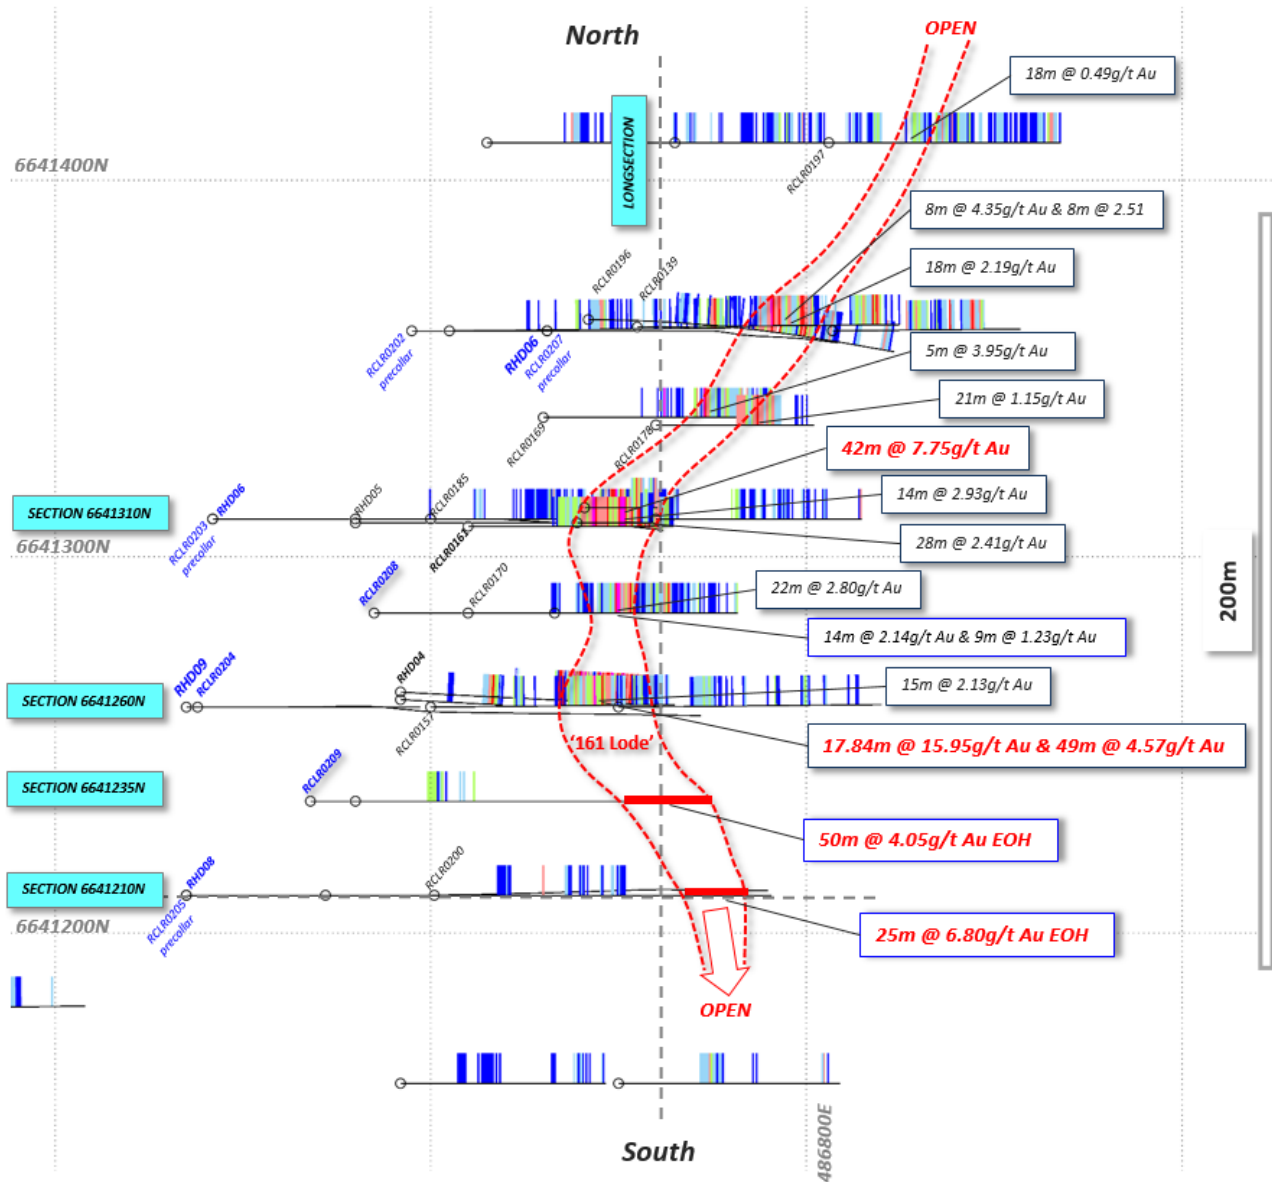 North
OPEN
18m @ 0.49g/t Au
LONGSECTION
6641400N
RCLR0197
8m @ 4.35g/t Au & 8m @ 2.51
RCLR0196
RCLR0139
18m @ 2.19g/t Au
RCLR0202
precollar
RHD06
RCLR0207
precollar
5m @ 3.95g/t Au
21m @ 1.15g/t Au
RCLR0169
RCLR0178
42m @ 7.75g/t Au
SECTION 6641310N
RCLR0203
precollar
RHD06
RHD05
RCLR0185
RCLR0161
14m @ 2.93g/t Au
28m @ 2.41g/t Au
6641300N
RCLR0208
RCLR0170
22m @ 2.80g/t Au
14m @ 2.14g/t Au & 9m @ 1.23g/t Au
200m
SECTION 6641260N
RHD09
RCLR0204
RHD04
RCLR0157
15m @ 2.13g/t Au
'161 Lode'
17.84m @ 15.95g/t Au & 49m @ 4.57g/t Au
SECTION 6641235N
RCLR0209
50m @ 4.05g/t Au EOH
SECTION 6641210N
RCLR0205
precollar
RHD08
RCLR0200
25m @ 6.80g/t Au EOH
6641200N
OPEN
486800E
South